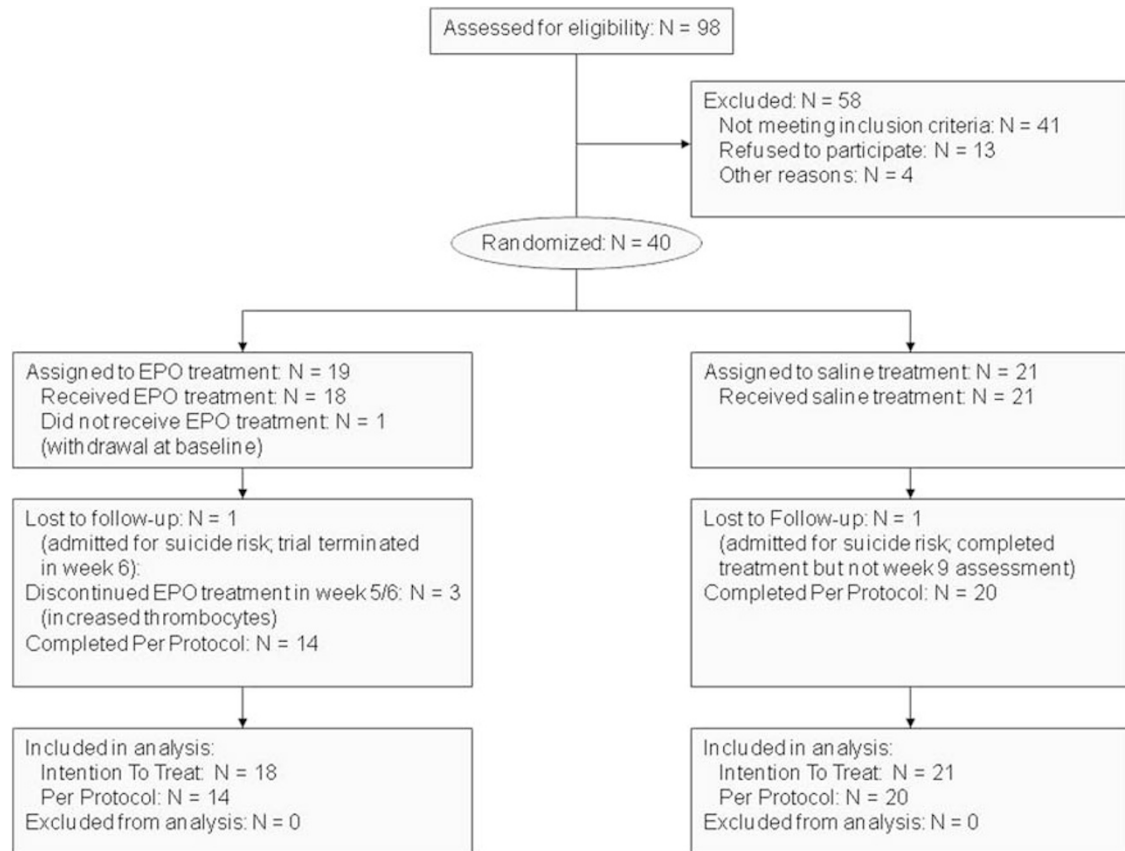 Assessed for eligibility: N = 98
Excluded: N = 58
Not meeting inclusion criteria: N = 41
Refused to participate: N = 13
Other reasons: N = 4
Randomized: N = 40
Assigned to EPO treatment: N = 19
Received EPO treatment: N = 18
Did not receive EPO treatment: N = 1
(withdrawal at baseline)
Assigned to saline treatment: N = 21
Received saline treatment: N = 21
Lost to follow-up: N = 1
(admitted for suicide risk; trial terminated
in week 6):
Discontinued EPO treatment in week 5/6: N = 3
(increased thrombocytes)
Completed Per Protocol: N = 14
Lost to Follow-up: N = 1
(admitted for suicide risk; completed
treatment but not week 9 assessment)
Completed Per Protocol: N = 20
Included in analysis:
Intention To Treat: N = 18
Per Protocol: N = 14
Excluded from analysis: N = 0
Included in analysis:
Intention To Treat: N = 21
Per Protocol: N = 20
Excluded from analysis: N = 0